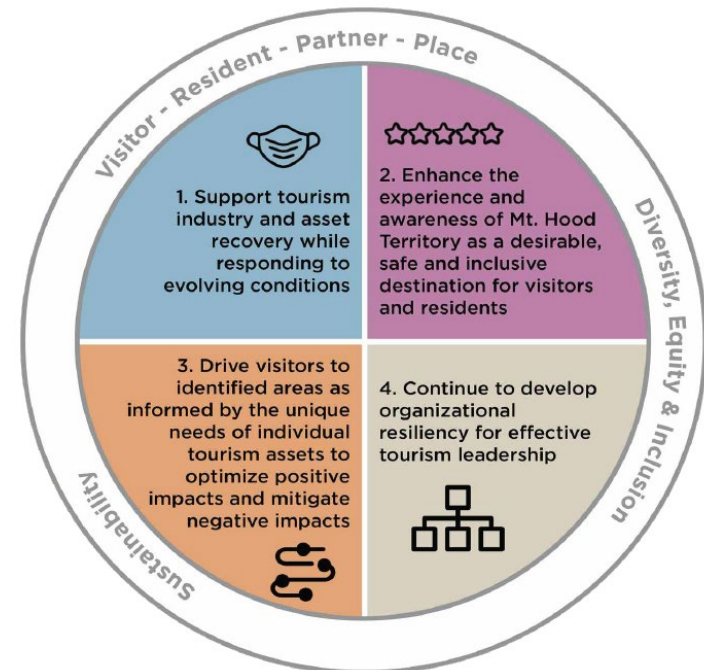 Visitor - Resident - Partner - Place
1. Support tourism
industry and asset
recovery while
responding to
evolving conditions
2. Enhance the
experience and
awareness of Mt. Hood
Territory as a desirable,
safe and inclusive
destination for visitors
and residents
Diversity, Equity & Inclusion
3. Drive visitors to
identified areas as
informed by the unique
needs of individual
tourism assets to
optimize positive
impacts and mitigate
negative impacts
4. Continue to develop
organizational
resiliency for effective
tourism leadership
Sustainability